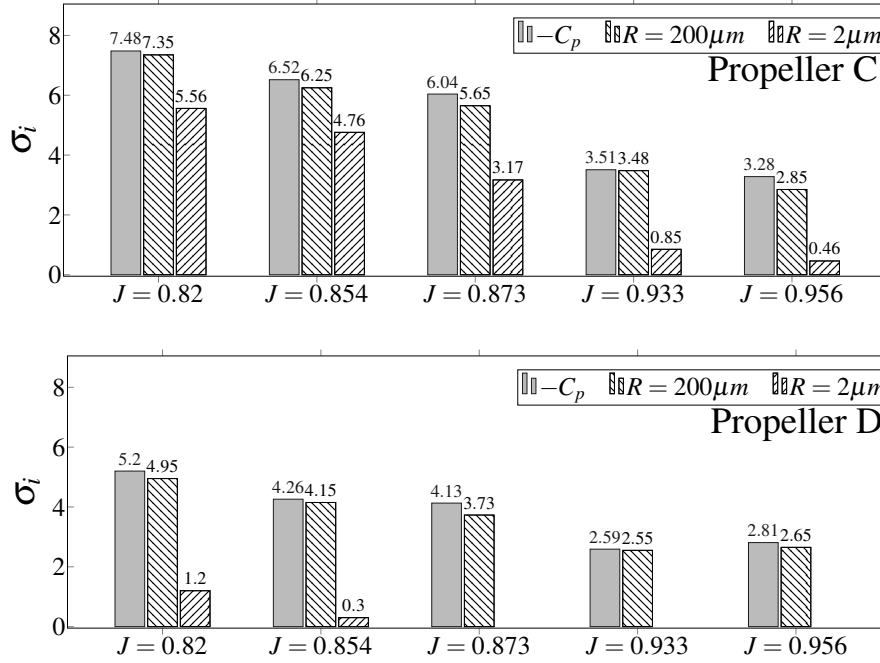 −Cp R = 200μm R = 2μm
Propeller C
σi
8
6
4
2
0
7.48 7.35 5.56
6.52 6.25 4.76
6.04 5.65 3.17
3.51 3.48 0.85
3.28 2.85 0.46
J = 0.82 J = 0.854 J = 0.873 J = 0.933 J = 0.956
−Cp R = 200μm R = 2μm
Propeller D
σi
8
6
4
2
0
5.2 4.95 1.2
4.26 4.15 0.3
4.13 3.73
2.59 2.55
2.81 2.65
J = 0.82 J = 0.854 J = 0.873 J = 0.933 J = 0.956